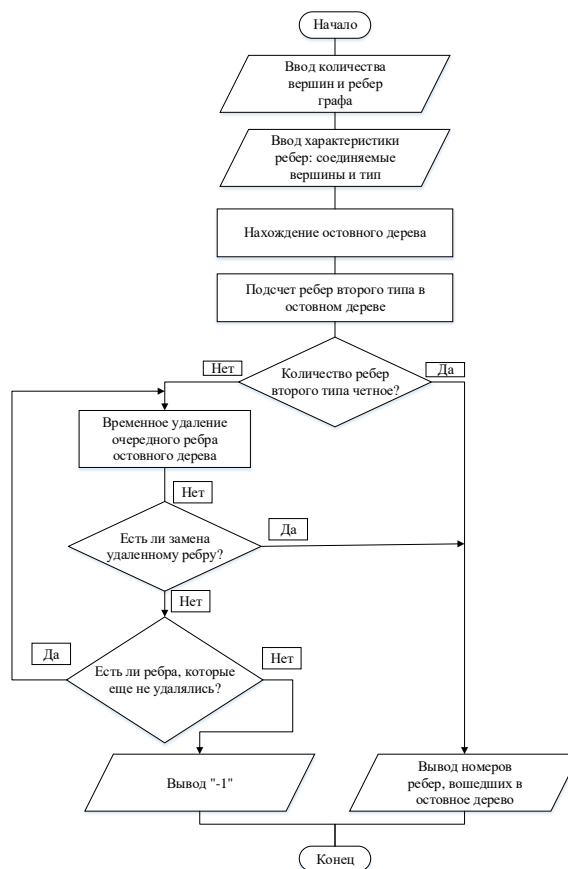 Начало
Ввод количества
вершин и ребер
графа
Ввод характеристики
ребер: соединяемые
вершины и тип
Нахождение остовного дерева
Подсчет ребер второго типа в
остовном дереве
Количество ребер
второго типа четное?
Нет
Да
Временное удаление
очередного ребра
остовного дерева
Нет
Есть ли замена
удаленному ребру?
Да
Нет
Есть ли ребра, которые
еще не удалялись?
Да
Нет
Вывод "-1"
Вывод номеров
ребер, вошедших в
остовное дерево
Конец